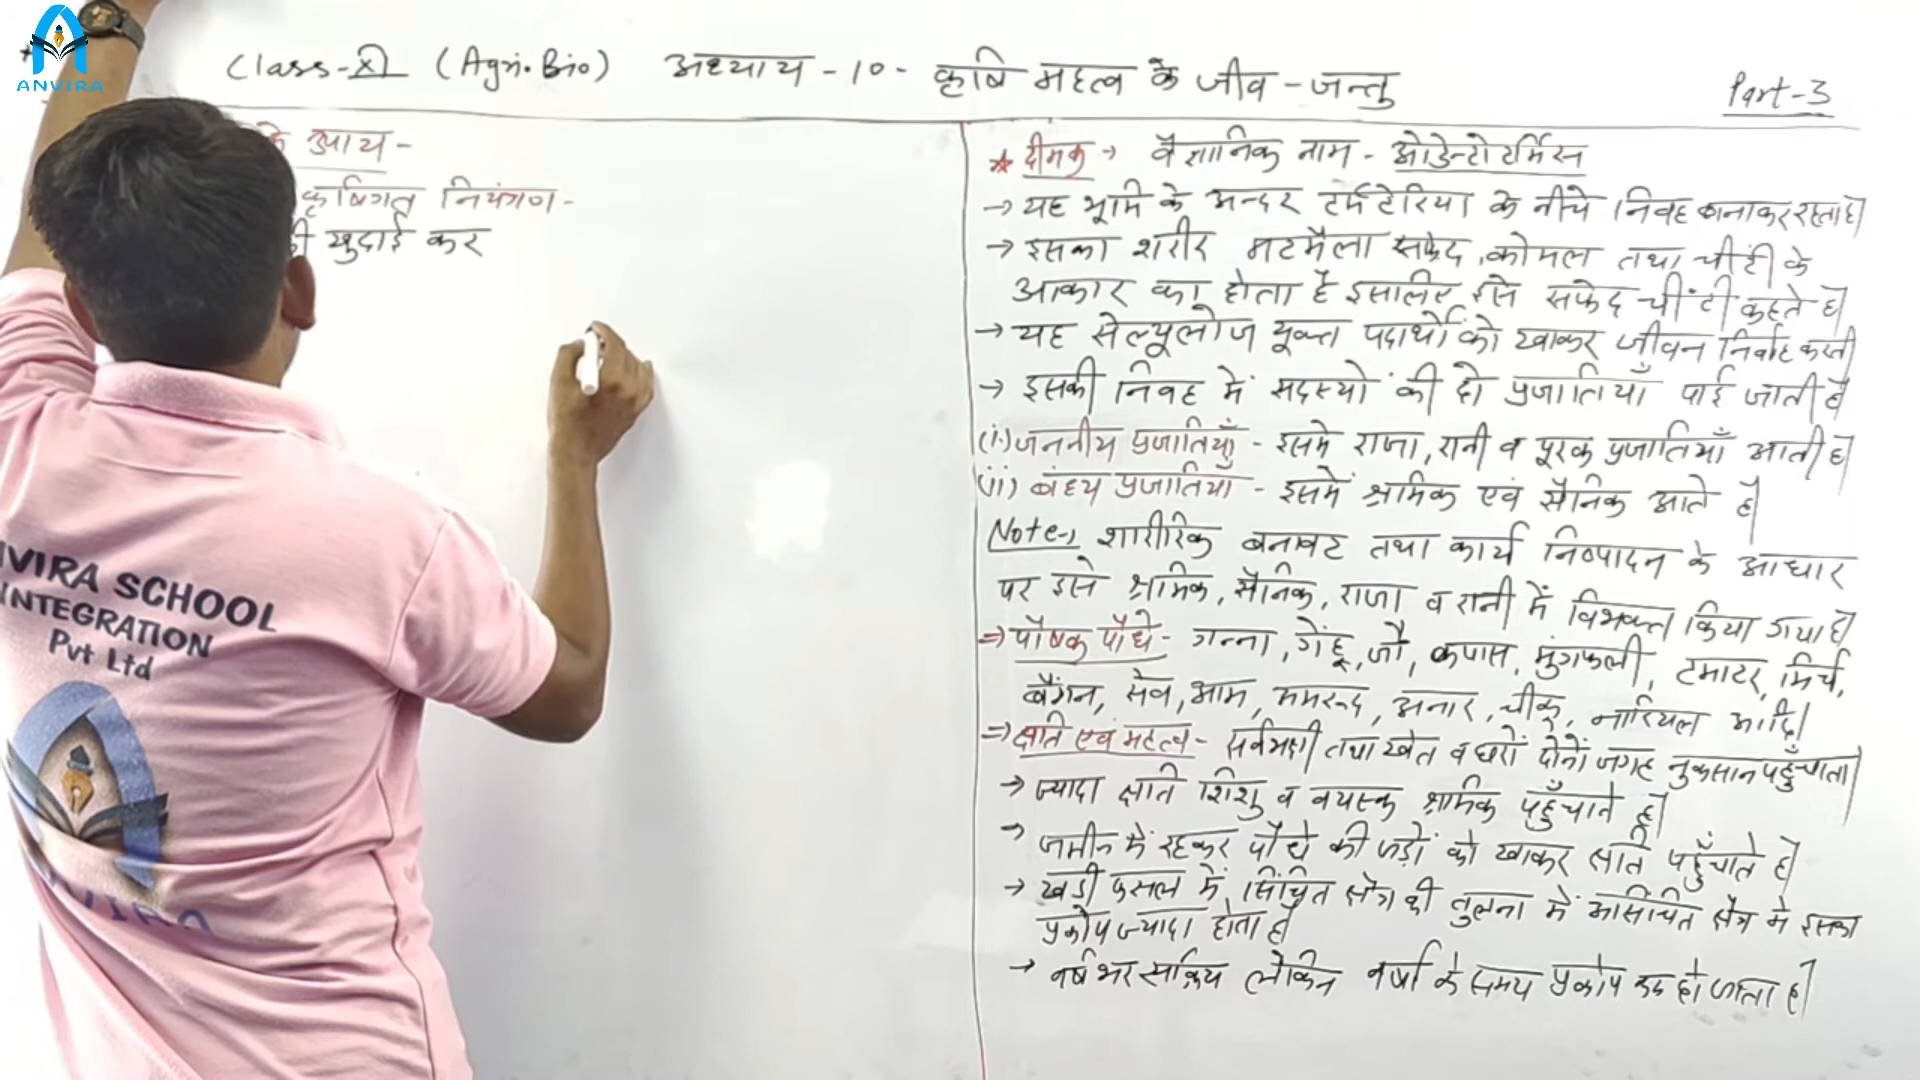 ANVIRA
Class-XI (Agri. Bio) अध्याय - 10 - कृषि महत्व के जीव - जन्तु
Part-3
के उपाय -
कृषिगत नियंत्रण -
खुदाई कर
* दीमक → वैज्ञानिक नाम - ओडेन्टोटर्मिस
→ यह भूमि के अन्दर टर्मेटेरिया के नीचे निवह बनाकर रहता है
→ इसका शरीर मटमैला सफेद, कोमल तथा चींटी के
आकार का होता है इसलिए इसे सफेद चींटी कहते है
→ यह सेल्यूलोज युक्त पदार्थों को खाकर जीवन निर्वाह करती
→ इसकी निवह में सदस्यों की दो प्रजातियाँ पाई जाती है
(i) जननीय प्रजातियाँ - इसमें राजा, रानी व पूरक प्रजातियाँ आती है
(ii) बंध्य प्रजातियाँ - इसमें श्रमिक एवं सैनिक आते है
Note→ शारीरिक बनावट तथा कार्य निष्पादन के आधार
पर इसे श्रमिक, सैनिक, राजा व रानी में विभक्त किया गया है
⇒ पोषक पौधे - गन्ना, गेंहू, जौ, कपास, मुंगफली, टमाटर, मिर्च,
बैंगन, सेव, आम, अमरूद, अनार, चीकू, नारियल आदि।
⇒ क्षति एवं महत्व - सर्वभक्षी तथा खेत व घरों दोनों जगह नुकसान पहुँचाता
→ ज्यादा क्षति शिशु व वयस्क श्रमिक पहुँचाते है।
→ जमीन में रहकर पौधे की जड़ों को खाकर क्षति पहुँचाते है
→ खड़ी फसल में सिंचित क्षेत्र की तुलना में असिंचित क्षेत्र मे इसका
प्रकोप ज्यादा होता है
→ वर्षभर सक्रिय लेकिन वर्षा के समय प्रकोप कम हो जाता है
NVIRA SCHOOL
INTEGRATION
Pvt Ltd